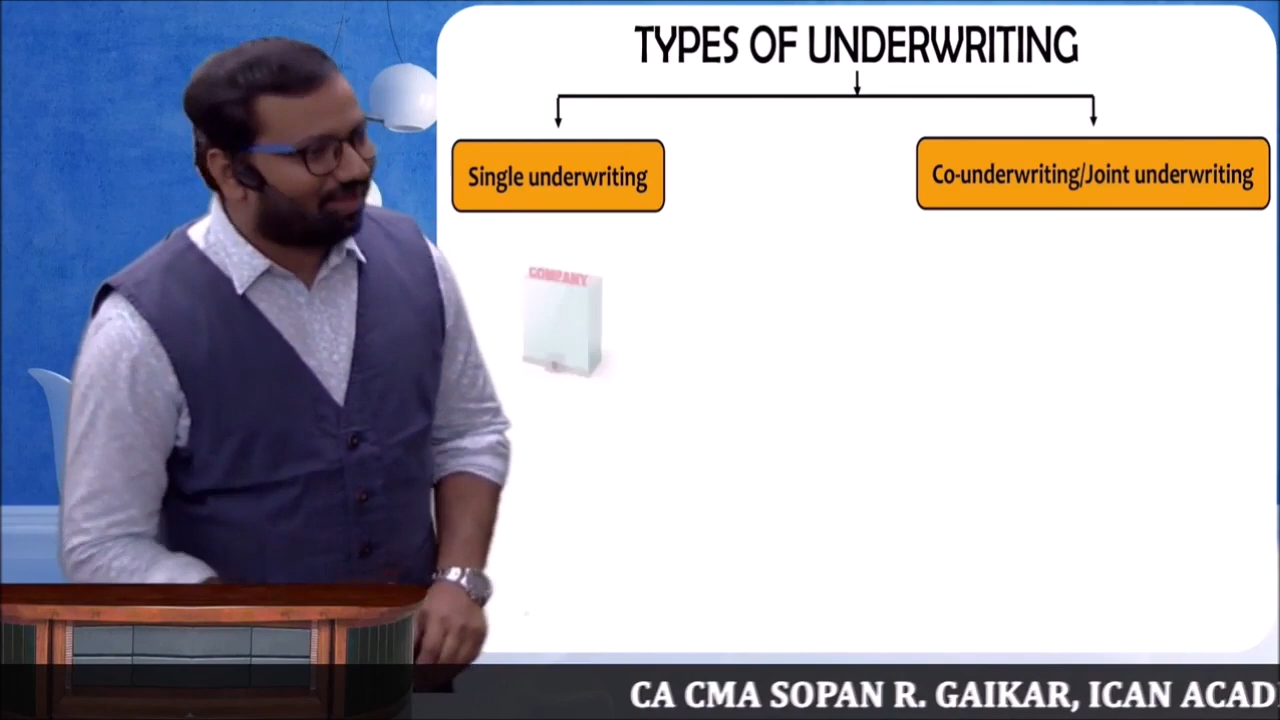 TYPES OF UNDERWRITING
Single underwriting
Co-underwriting/Joint underwriting
COMPANY
CA CMA SOPAN R. GAIKAR, ICAN ACAD